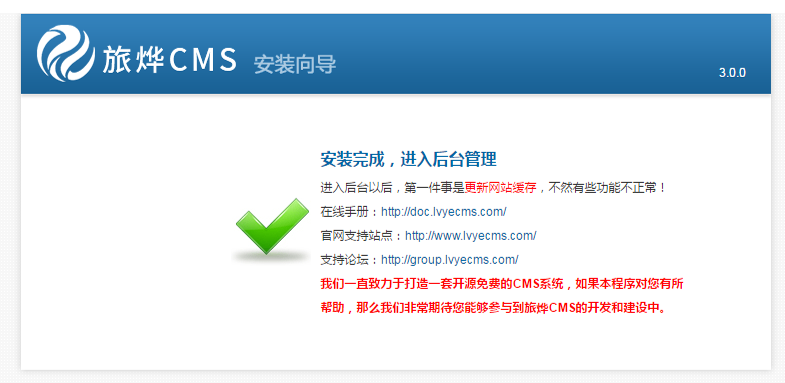 旅烨CMS 安装向导
3.0.0
安装完成，进入后台管理
进入后台以后，第一件事是更新网站缓存，不然有些功能不正常！
在线手册：http://doc.lvyecms.com/
官网支持站点：http://www.lvyecms.com/
支持论坛：http://group.lvyecms.com/
我们一直致力于打造一套开源免费的CMS系统，如果本程序对您有所
帮助，那么我们非常期待您能够参与到旅烨CMS的开发和建设中。